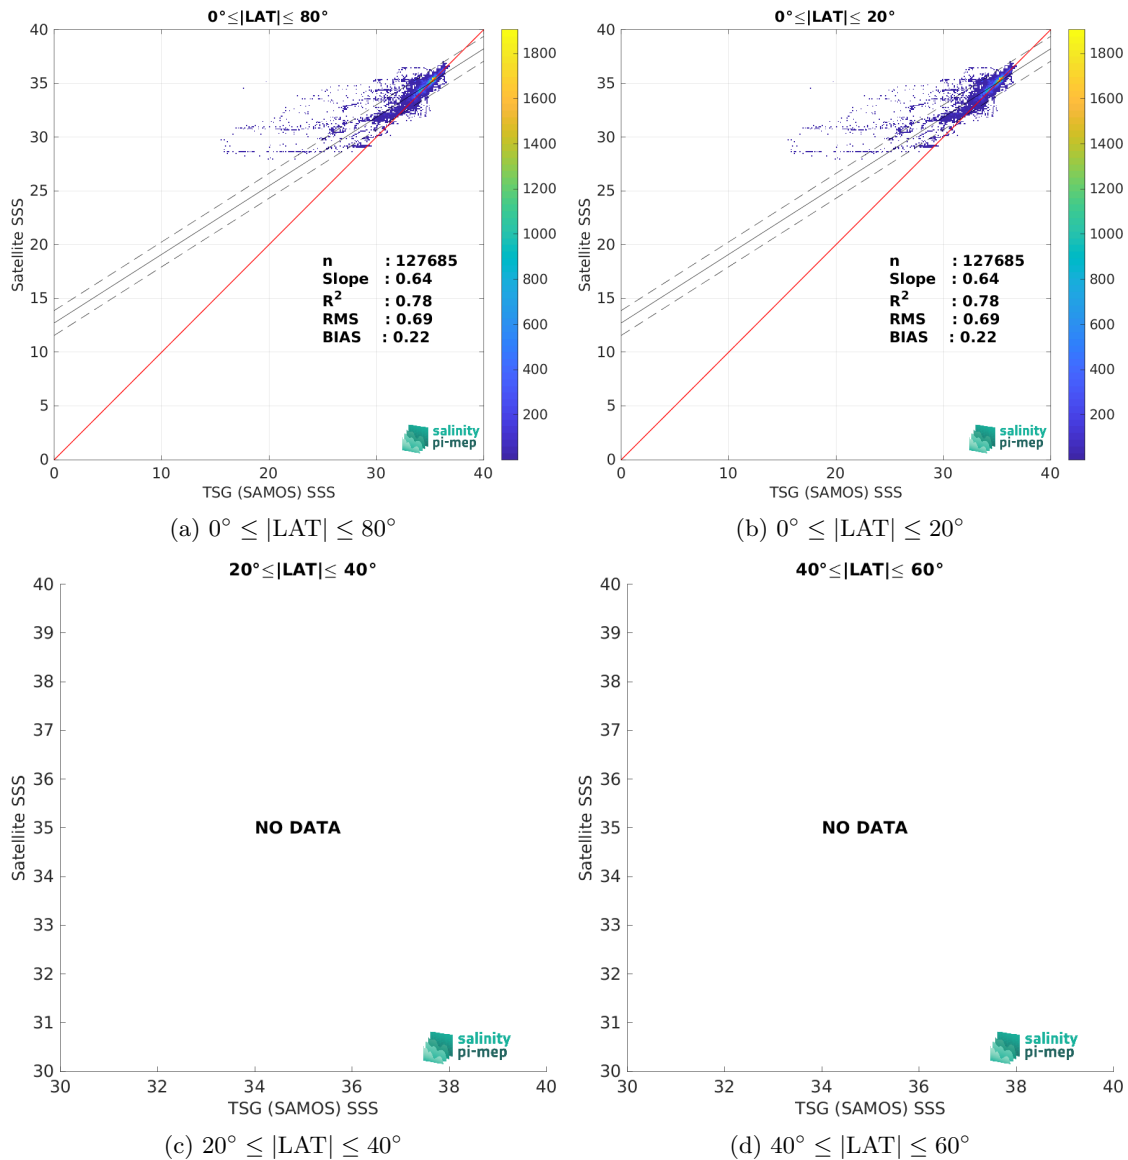 0°≤|LAT|≤ 80°
40
35
30
25
20
15
10
5
0
0
10
20
30
40
Satellite SSS
TSG (SAMOS) SSS
n : 127685
Slope : 0.64
R² : 0.78
RMS : 0.69
BIAS : 0.22
salinity
pi-mep
1800
1600
1400
1200
1000
800
600
400
200
(a) 0° ≤ |LAT| ≤ 80°
0°≤|LAT|≤ 20°
40
35
30
25
20
15
10
5
0
0
10
20
30
40
Satellite SSS
TSG (SAMOS) SSS
n : 127685
Slope : 0.64
R² : 0.78
RMS : 0.69
BIAS : 0.22
salinity
pi-mep
1800
1600
1400
1200
1000
800
600
400
200
(b) 0° ≤ |LAT| ≤ 20°
20°≤|LAT|≤ 40°
40
39
38
37
36
35
34
33
32
31
30
30
32
34
36
38
40
Satellite SSS
NO DATA
TSG (SAMOS) SSS
salinity
pi-mep
(c) 20° ≤ |LAT| ≤ 40°
40°≤|LAT|≤ 60°
40
39
38
37
36
35
34
33
32
31
30
30
32
34
36
38
40
Satellite SSS
NO DATA
TSG (SAMOS) SSS
salinity
pi-mep
(d) 40° ≤ |LAT| ≤ 60°